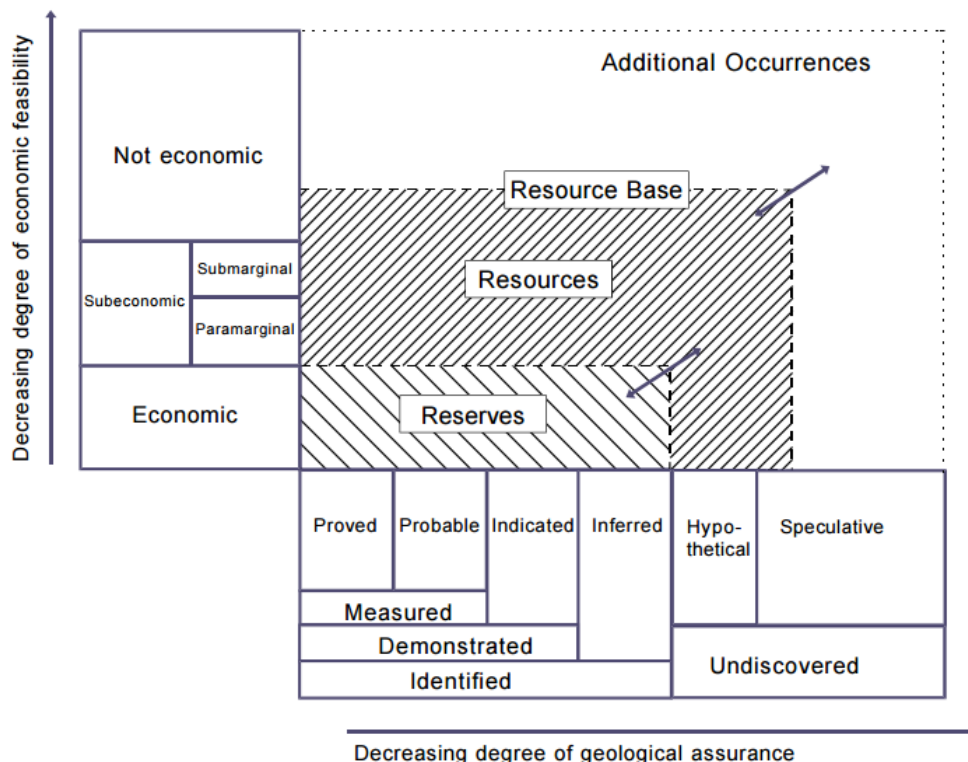 Decreasing degree of economic feasibility
Additional Occurrences
Not economic
Resource Base
Submarginal
Resources
Subeconomic
Paramarginal
Economic
Reserves
Proved
Probable
Indicated
Inferred
Hypo-
thetical
Speculative
Measured
Demonstrated
Identified
Undiscovered
Decreasing degree of geological assurance